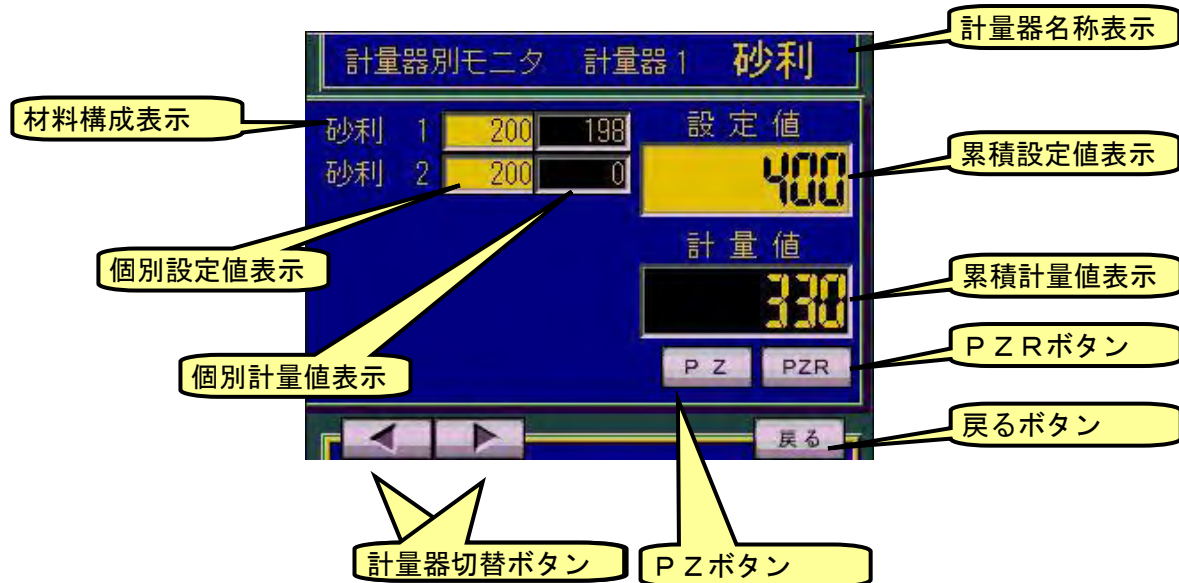 計量器名称表示
計量器別モニタ 計量器1 砂利
材料構成表示
砂利 1 200 198 設定値
砂利 2 200 0 400
累積設定値表示
個別設定値表示
計量値
330
累積計量値表示
個別計量値表示
PZ PZR
PZRボタン
戻る
戻るボタン
計量器切替ボタン
PZボタン